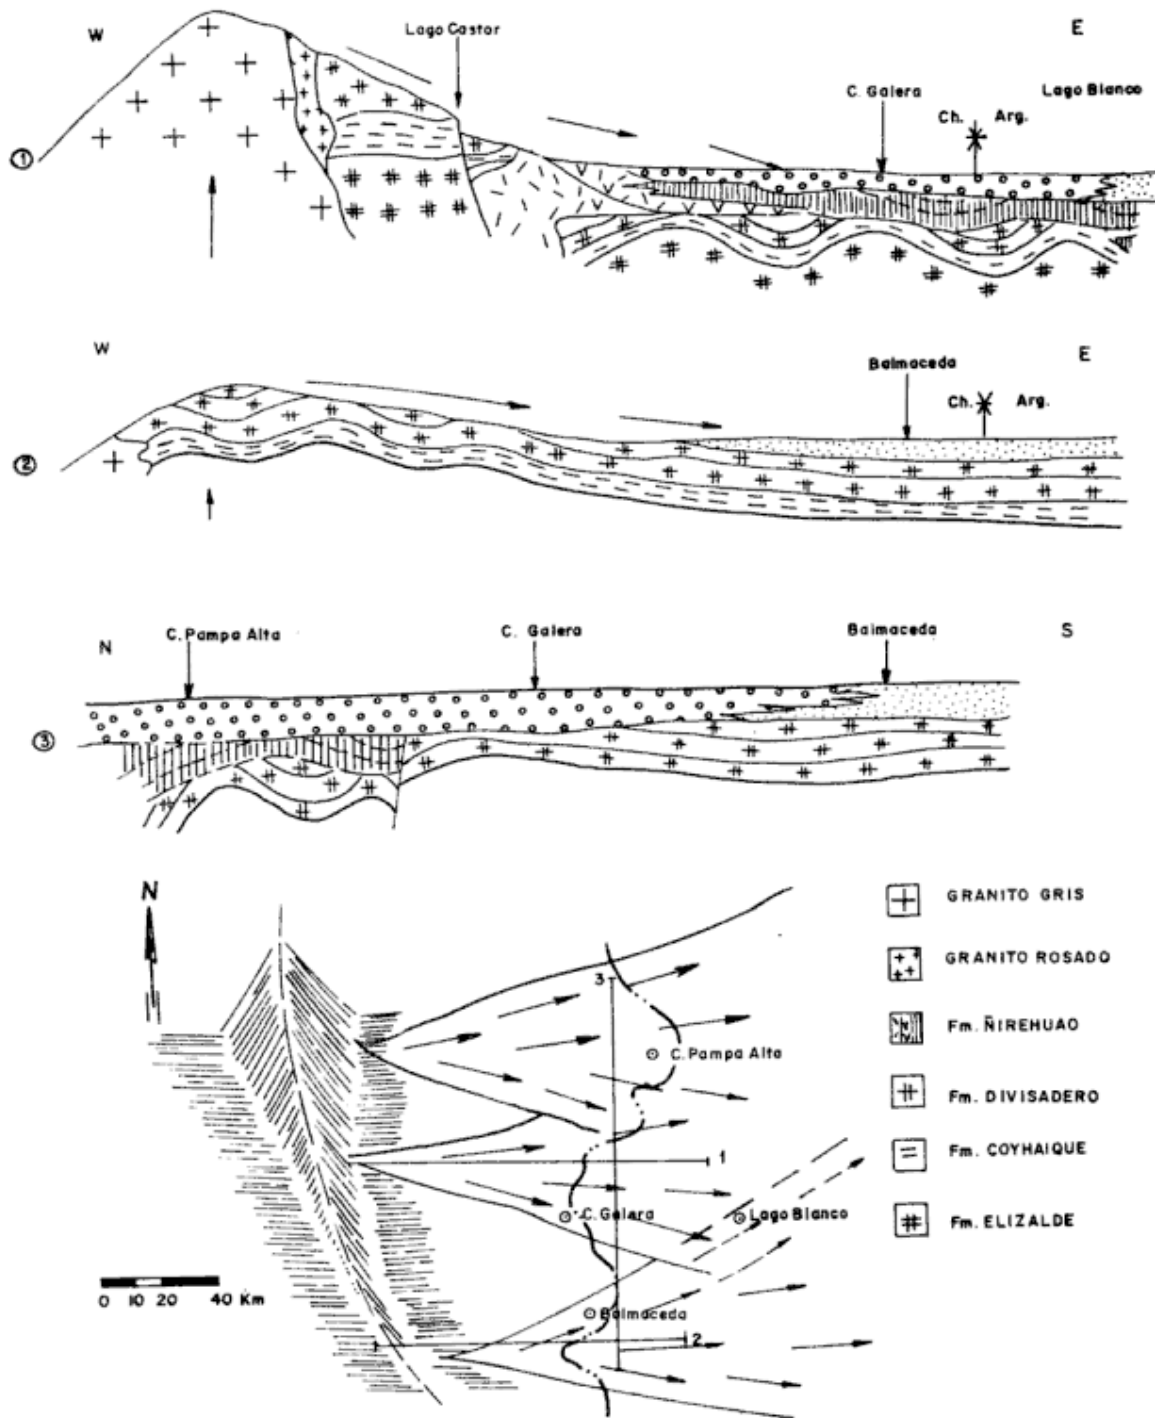 W
Lago Castor
E
C. Galera
Lago Blanco
Ch.
Arg.
1
W
Balmaceda
E
Ch.
Arg.
2
N
C. Pampa Alta
C. Galera
Balmaceda
S
3
N
3
C. Pampa Alta
1
C. Galera
Lago Blanco
0 10 20 40 Km
Balmaceda
2
GRANITO GRIS
GRANITO ROSADO
Fm. ÑIREHUAO
Fm. DIVISADERO
Fm. COYHAIQUE
Fm. ELIZALDE